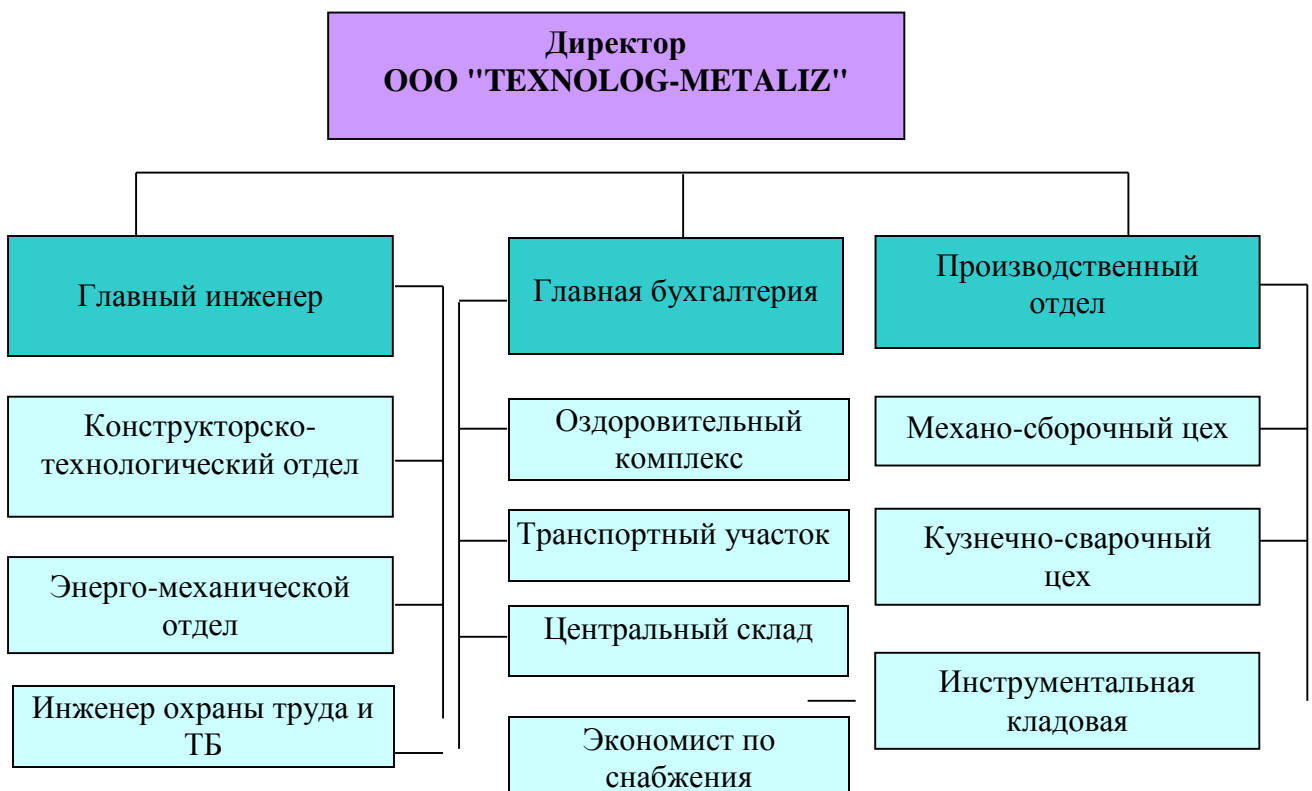 Директор
ООО "TEXNOLOG-METALIZ"
Главный инженер
Главная бухгалтерия
Производственный
отдел
Конструкторско-
технологический отдел
Оздоровительный
комплекс
Механо-сборочный цех
Транспортный участок
Кузнечно-сварочный
цех
Энерго-механической
отдел
Центральный склад
Инструментальная
кладовая
Инженер охраны труда и
ТБ
Экономист по
снабжения